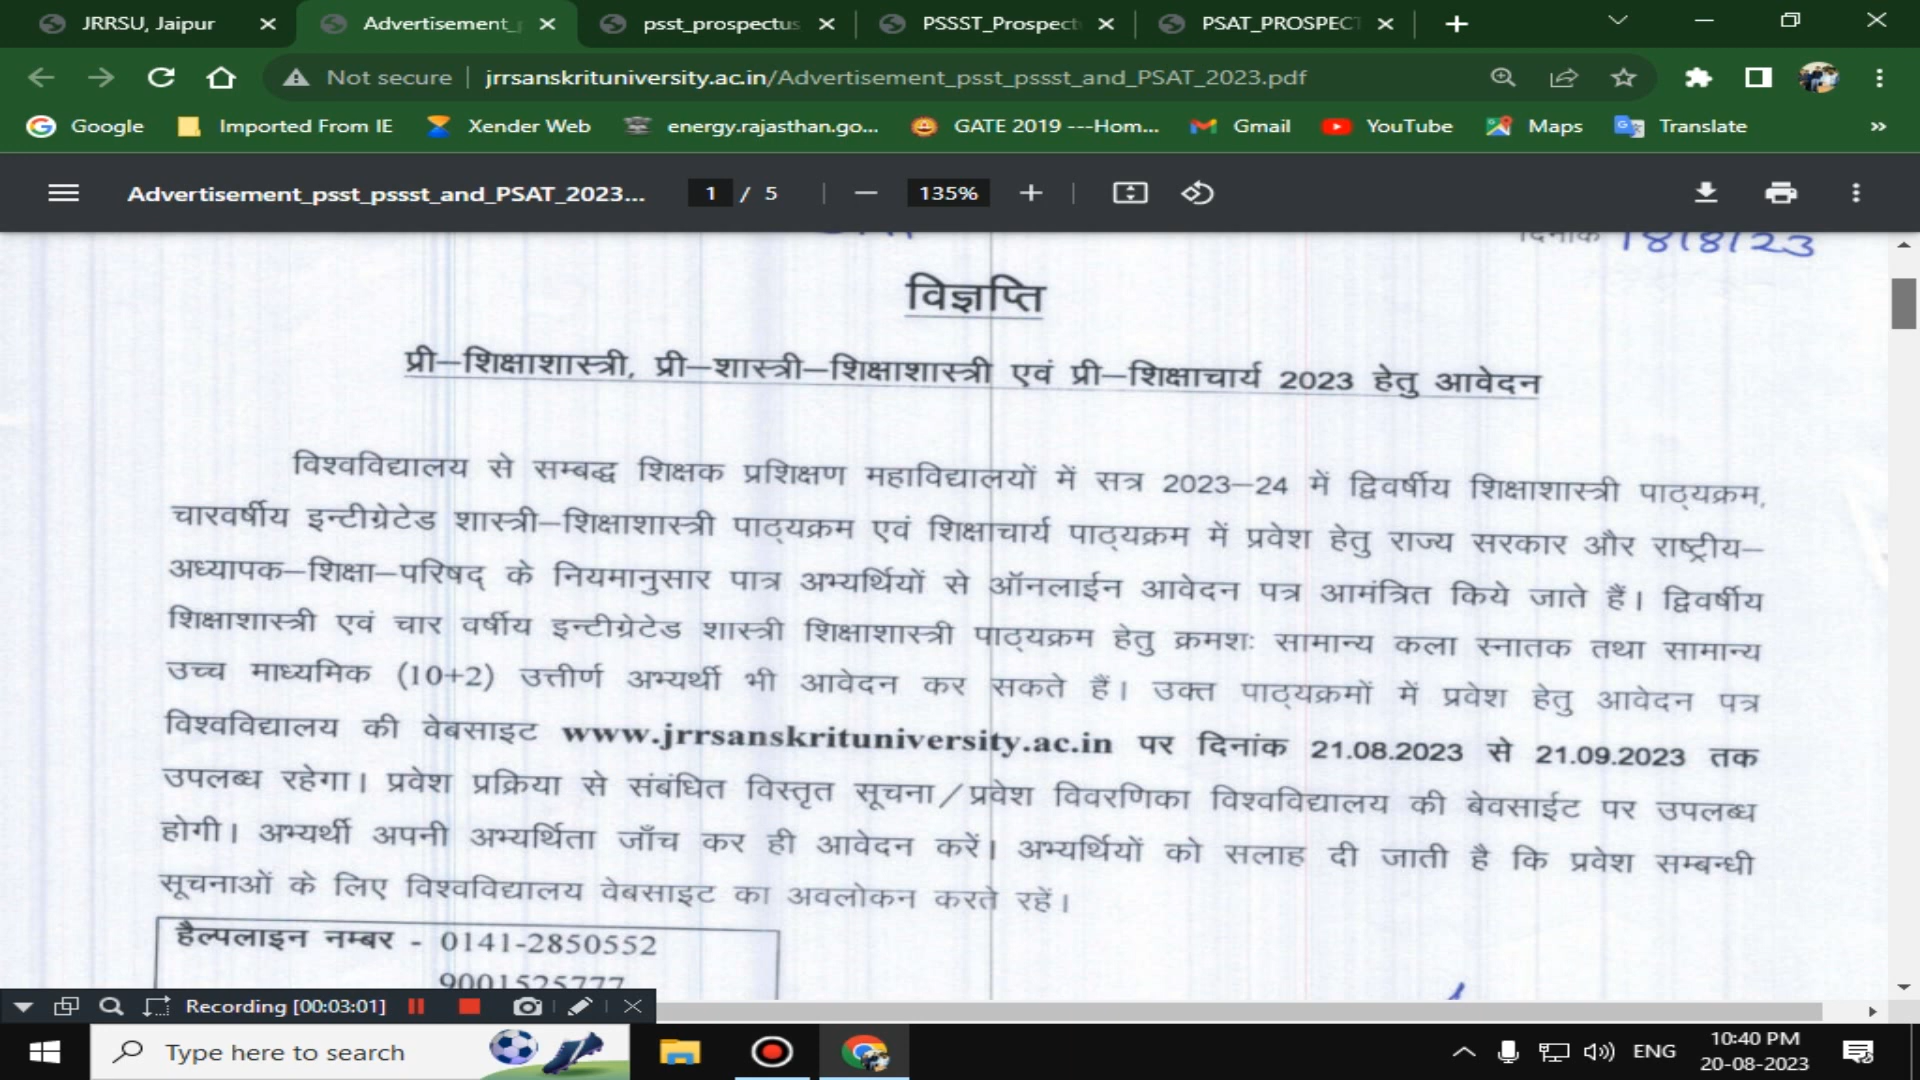 JRRSU, Jaipur
Advertisement_
psst_prospectus
PSSST_Prospect
PSAT_PROSPECT
Not secure
jrrsanskrituniversity.ac.in/Advertisement_psst_pssst_and_PSAT_2023.pdf
Google
Imported From IE
Xender Web
energy.rajasthan.go...
GATE 2019 ---Hom...
Gmail
YouTube
Maps
Translate
»
Advertisement_psst_pssst_and_PSAT_2023...
1 / 5
135%
दिनांक 18/8/23
विज्ञप्ति
प्री–शिक्षाशास्त्री, प्री–शास्त्री–शिक्षाशास्त्री एवं प्री–शिक्षाचार्य 2023 हेतु आवेदन
विश्वविद्यालय से सम्बद्ध शिक्षक प्रशिक्षण महाविद्यालयों में सत्र 2023–24 में द्विवर्षीय शिक्षाशास्त्री पाठ्यक्रम,
चारवर्षीय इन्टीग्रेटेड शास्त्री–शिक्षाशास्त्री पाठ्यक्रम एवं शिक्षाचार्य पाठ्यक्रम में प्रवेश हेतु राज्य सरकार और राष्ट्रीय–
अध्यापक–शिक्षा–परिषद् के नियमानुसार पात्र अभ्यर्थियों से ऑनलाईन आवेदन पत्र आमंत्रित किये जाते हैं। द्विवर्षीय
शिक्षाशास्त्री एवं चार वर्षीय इन्टीग्रेटेड शास्त्री शिक्षाशास्त्री पाठ्यक्रम हेतु क्रमशः सामान्य कला स्नातक तथा सामान्य
उच्च माध्यमिक (10+2) उत्तीर्ण अभ्यर्थी भी आवेदन कर सकते हैं। उक्त पाठ्यक्रमों में प्रवेश हेतु आवेदन पत्र
विश्वविद्यालय की वेबसाइट www.jrrsanskrituniversity.ac.in पर दिनांक 21.08.2023 से 21.09.2023 तक
उपलब्ध रहेगा। प्रवेश प्रक्रिया से संबंधित विस्तृत सूचना/प्रवेश विवरणिका विश्वविद्यालय की बेवसाईट पर उपलब्ध
होगी। अभ्यर्थी अपनी अभ्यर्थिता जाँच कर ही आवेदन करें। अभ्यर्थियों को सलाह दी जाती है कि प्रवेश सम्बन्धी
सूचनाओं के लिए विश्वविद्यालय वेबसाइट का अवलोकन करते रहें।
हैल्पलाइन नम्बर - 0141-2850552
9001525777
Recording [00:03:01]
Type here to search
ENG
10:40 PM
20-08-2023